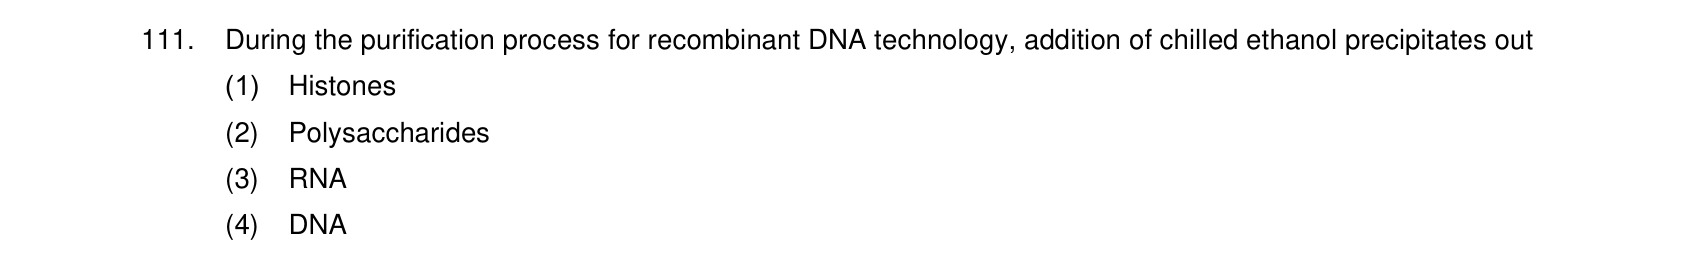 111. During the purification process for recombinant DNA technology, addition of chilled ethanol precipitates out
(1) Histones
(2) Polysaccharides
(3) RNA
(4) DNA